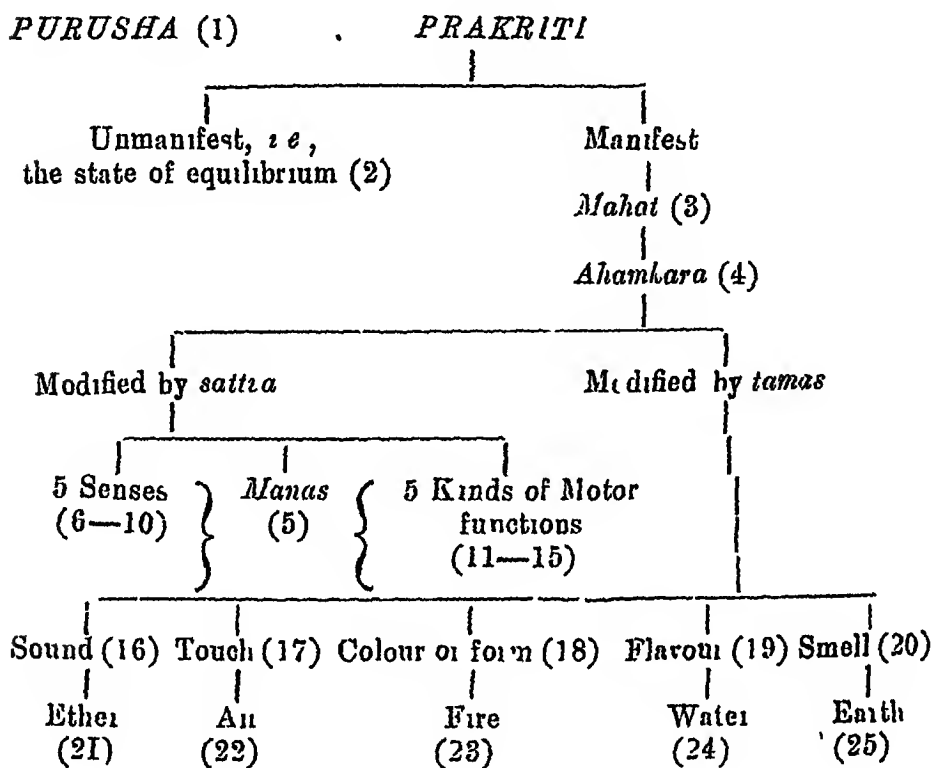 PURUSHA (1) . PRAKRITI
Unmanifest, i e, Manifest
the state of equilibrium (2)
Mahat (3)
Ahamkara (4)
Modified by sattva Modified by tamas
5 Senses Manas 5 Kinds of Motor
(6—10) (5) functions
(11—15)
Sound (16) Touch (17) Colour or form (18) Flavour (19) Smell (20)
Ether Air Fire Water Earth
(21) (22) (23) (24) (25)